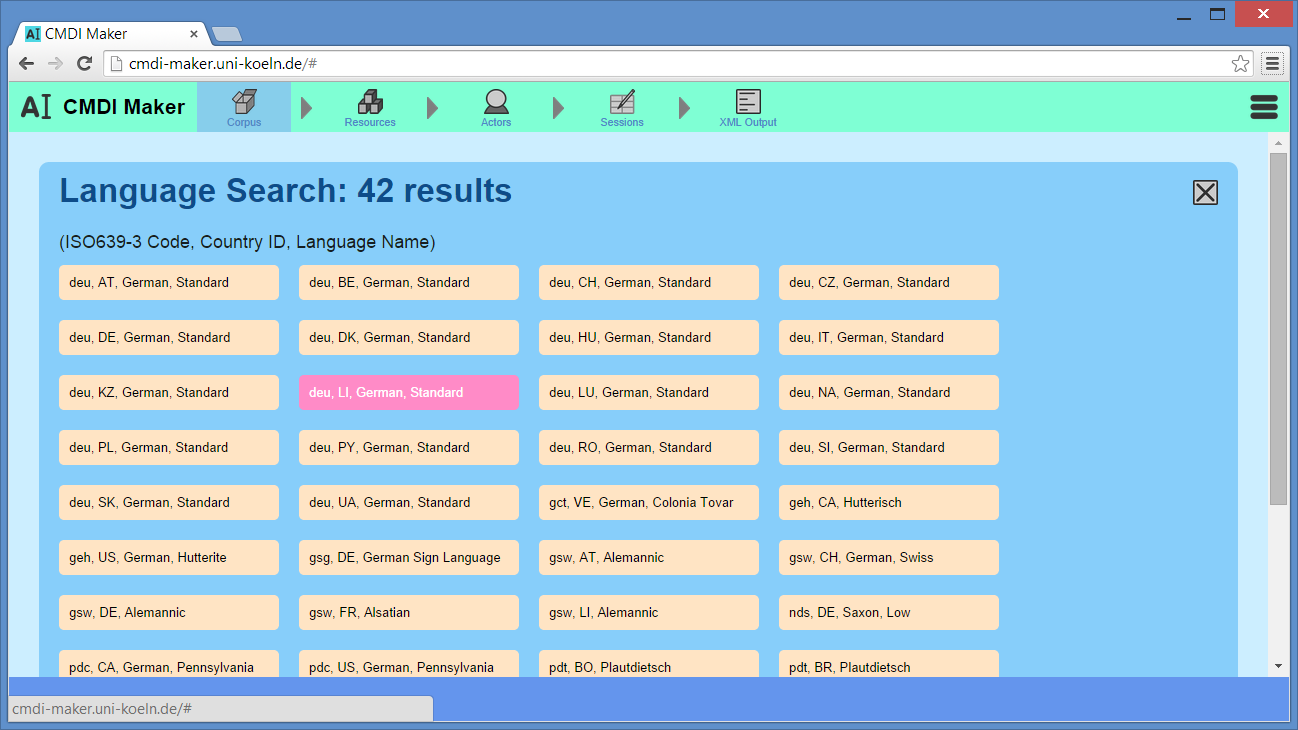 AI CMDI Maker
cmdi-maker.uni-koeln.de/#
AI CMDI Maker
Corpus
Resources
Actors
Sessions
XML Output
Language Search: 42 results
(ISO639-3 Code, Country ID, Language Name)
deu, AT, German, Standard
deu, BE, German, Standard
deu, CH, German, Standard
deu, CZ, German, Standard
deu, DE, German, Standard
deu, DK, German, Standard
deu, HU, German, Standard
deu, IT, German, Standard
deu, KZ, German, Standard
deu, LI, German, Standard
deu, LU, German, Standard
deu, NA, German, Standard
deu, PL, German, Standard
deu, PY, German, Standard
deu, RO, German, Standard
deu, SI, German, Standard
deu, SK, German, Standard
deu, UA, German, Standard
gct, VE, German, Colonia Tovar
geh, CA, Hutterisch
geh, US, German, Hutterite
gsg, DE, German Sign Language
gsw, AT, Alemannic
gsw, CH, German, Swiss
gsw, DE, Alemannic
gsw, FR, Alsatian
gsw, LI, Alemannic
nds, DE, Saxon, Low
pdc, CA, German, Pennsylvania
pdc, US, German, Pennsylvania
pdt, BO, Plautdietsch
pdt, BR, Plautdietsch
cmdi-maker.uni-koeln.de/#